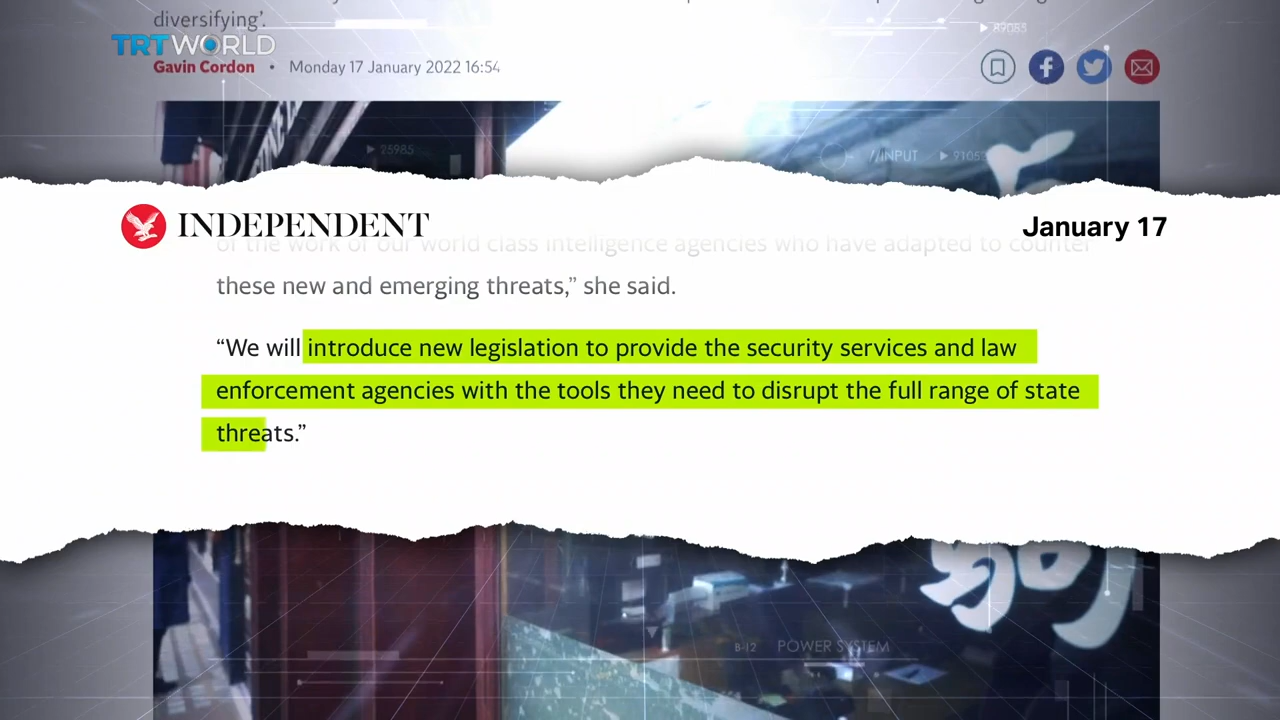 diversifying’.
TRT WORLD
Gavin Cordon • Monday 17 January 2022 16:54
89085
25985
//INPUT
INDEPENDENT
January 17
of the work of our world class intelligence agencies who have adapted to counter
these new and emerging threats,” she said.
“We will introduce new legislation to provide the security services and law
enforcement agencies with the tools they need to disrupt the full range of state
threats.”
B-12 POWER SYSTEM